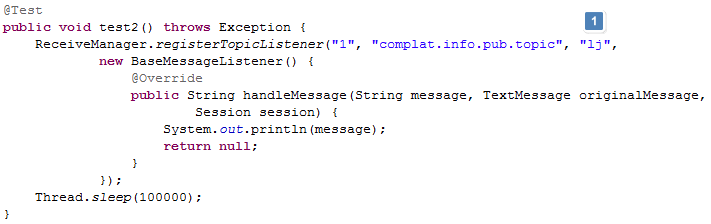 @Test
1
public void test2() throws Exception {
    ReceiveManager.registerTopicListener("1", "complat.info.pub.topic", "lj",
            new BaseMessageListener() {
                @Override
                public String handleMessage(String message, TextMessage originalMessage,
                        Session session) {
                    System.out.println(message);
                    return null;
                }
            });
    Thread.sleep(100000);
}